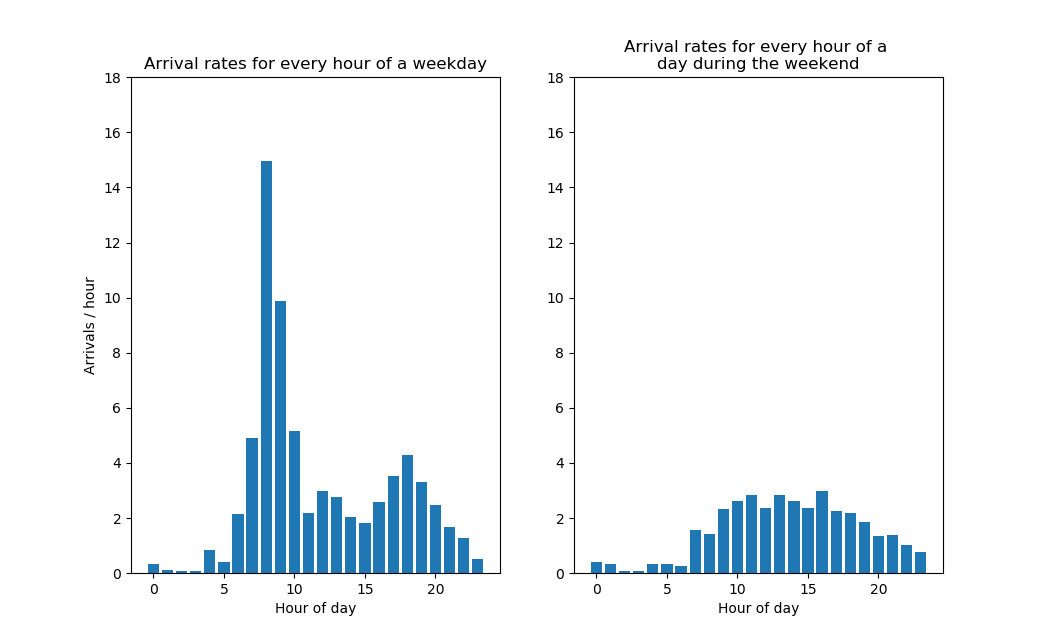 Arrival rates for every hour of a weekday
18
16
14
12
10
8
6
4
2
0
Arrivals / hour
0 5 10 15 20
Hour of day
Arrival rates for every hour of a
day during the weekend
18
16
14
12
10
8
6
4
2
0
0 5 10 15 20
Hour of day